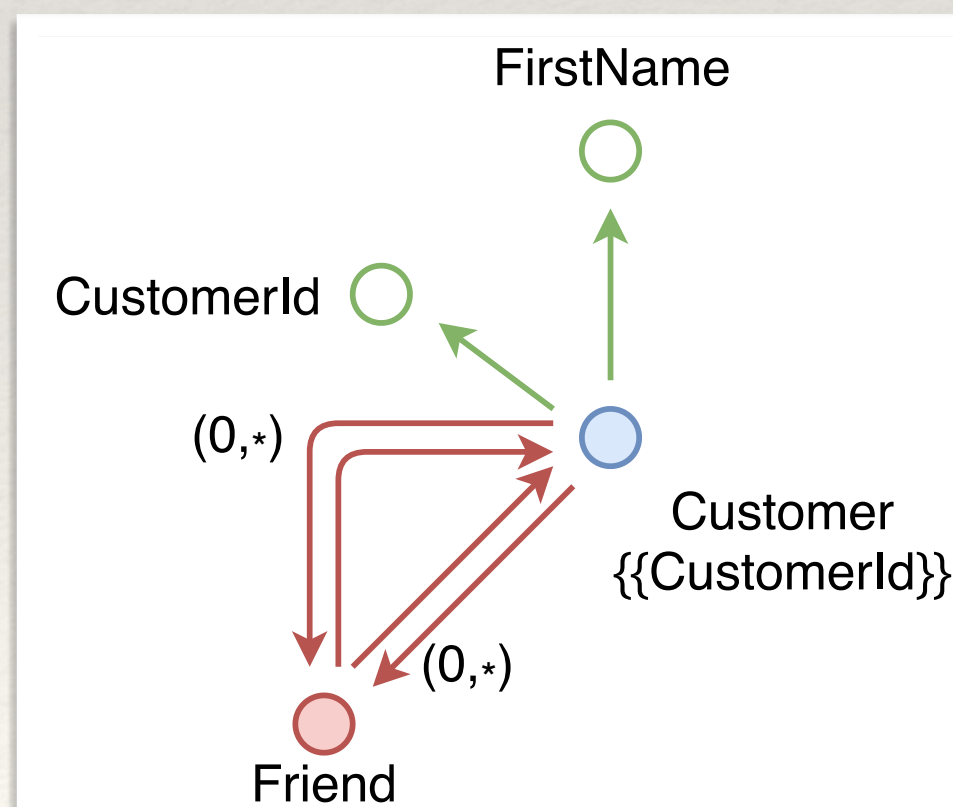 FirstName
CustomerId
(0,*)
Customer
{{CustomerId}}
(0,*)
Friend